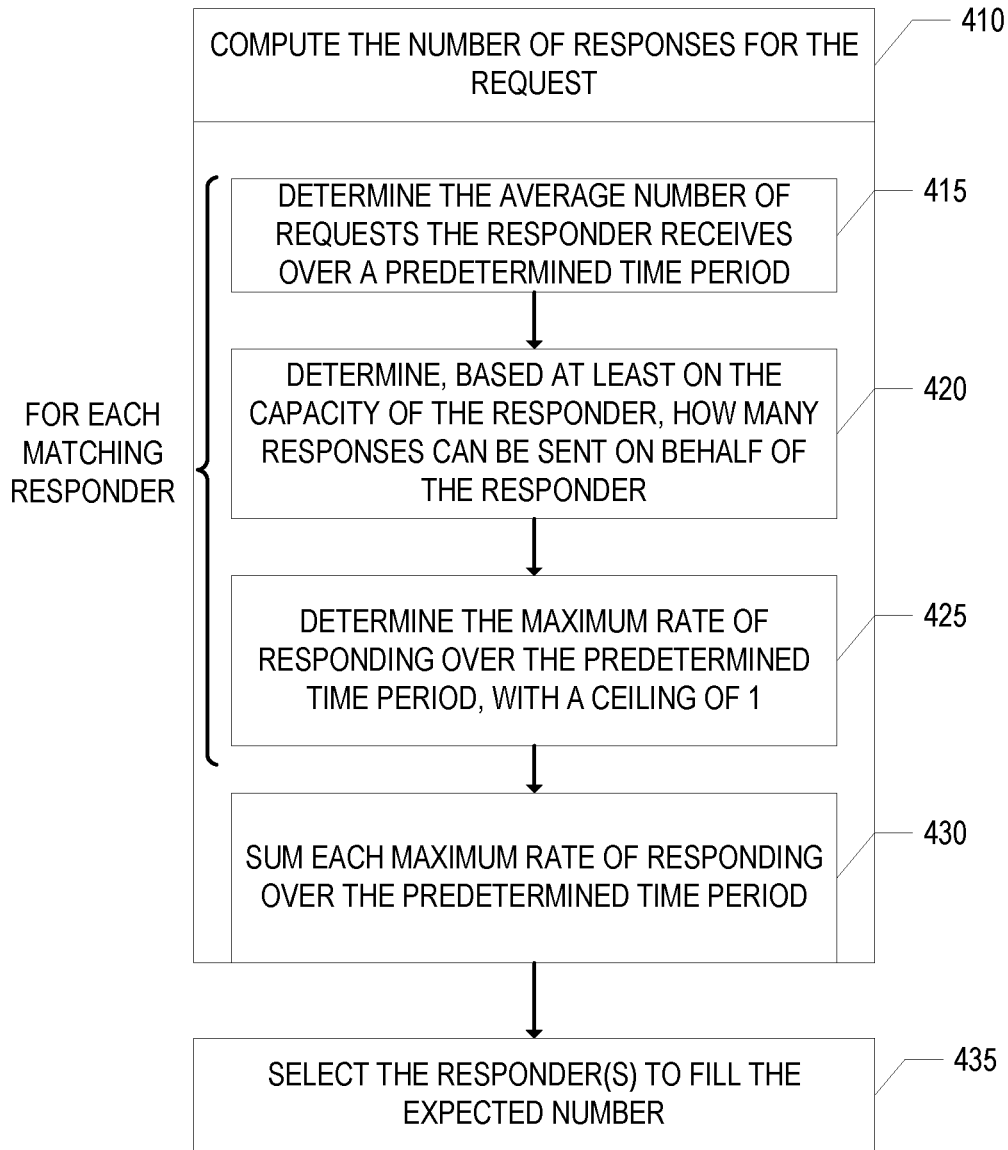 410
COMPUTE THE NUMBER OF RESPONSES FOR THE
REQUEST
415
DETERMINE THE AVERAGE NUMBER OF
REQUESTS THE RESPONDER RECEIVES
OVER A PREDETERMINED TIME PERIOD
FOR EACH
MATCHING
RESPONDER
420
DETERMINE, BASED AT LEAST ON THE
CAPACITY OF THE RESPONDER, HOW MANY
RESPONSES CAN BE SENT ON BEHALF OF
THE RESPONDER
425
DETERMINE THE MAXIMUM RATE OF
RESPONDING OVER THE PREDETERMINED
TIME PERIOD, WITH A CEILING OF 1
430
SUM EACH MAXIMUM RATE OF RESPONDING
OVER THE PREDETERMINED TIME PERIOD
435
SELECT THE RESPONDER(S) TO FILL THE
EXPECTED NUMBER